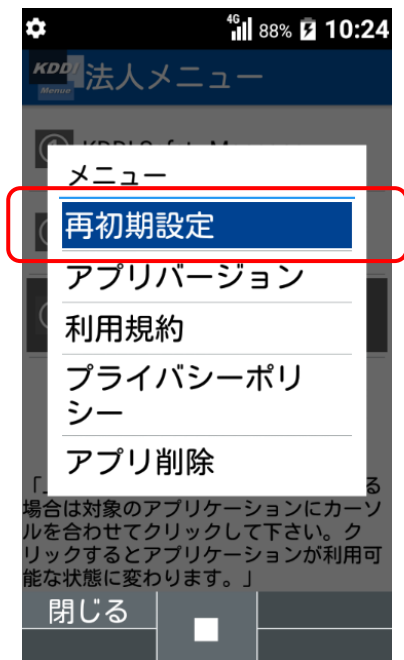 4G 88% 10:24
KDDI Menue 法人メニュー
メニュー
再初期設定
アプリバージョン
利用規約
プライバシーポリ
シー
アプリ削除
る
場合は対象のアプリケーションにカーソ
ルを合わせてクリックして下さい。ク
リックするとアプリケーションが利用可
能な状態に変わります。」
閉じる